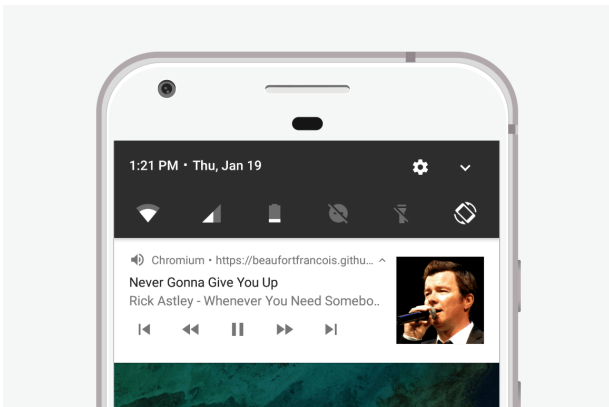 1:21 PM • Thu, Jan 19
Chromium • https://beaufortfrancois.githu...
Never Gonna Give You Up
Rick Astley - Whenever You Need Somebo..